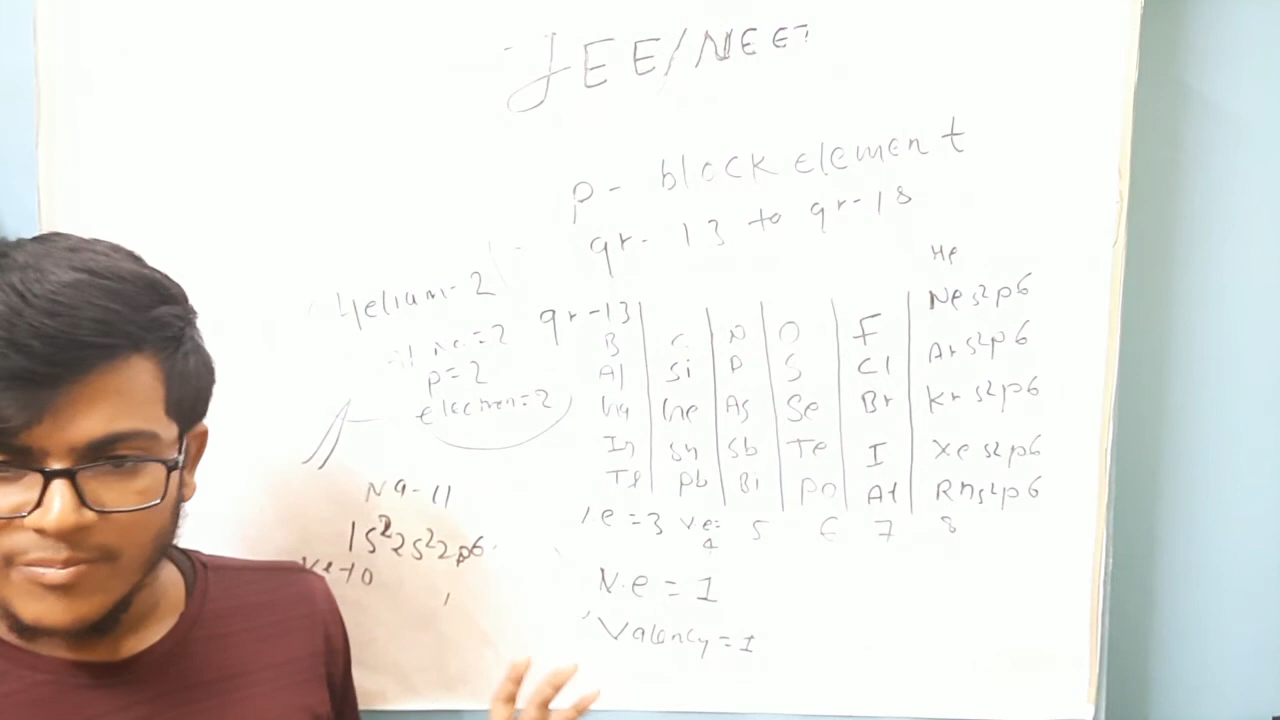 JEE/NEET
P- block element
gr- 13 to gr-18
Helium-2
p=2
electron=2
Na-11
1s²2s²2p6
gr-13
He
B C N O F Ne s2p6
Al Si P S Cl Ar s2p6
Ga Ge As Se Br Kr s2p6
In Sn Sb Te I Xe s2p6
Tl Pb Bi Po At Rn s2p6
Ve=3 Ve=4 5 6 7 8
V.e = 1
Valency=1